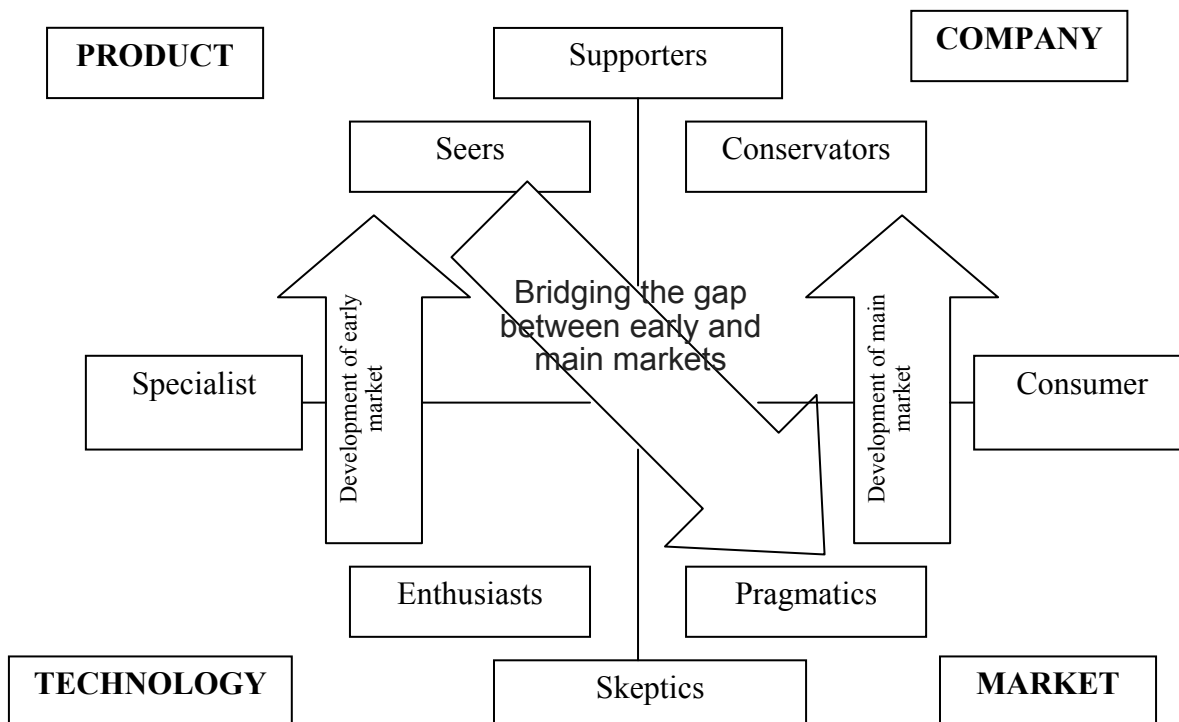 PRODUCT
Supporters
COMPANY
Seers
Conservators
Bridging the gap
between early and
main markets
Specialist
Development of early
market
Development of main
market
Consumer
Enthusiasts
Pragmatics
TECHNOLOGY
Skeptics
MARKET